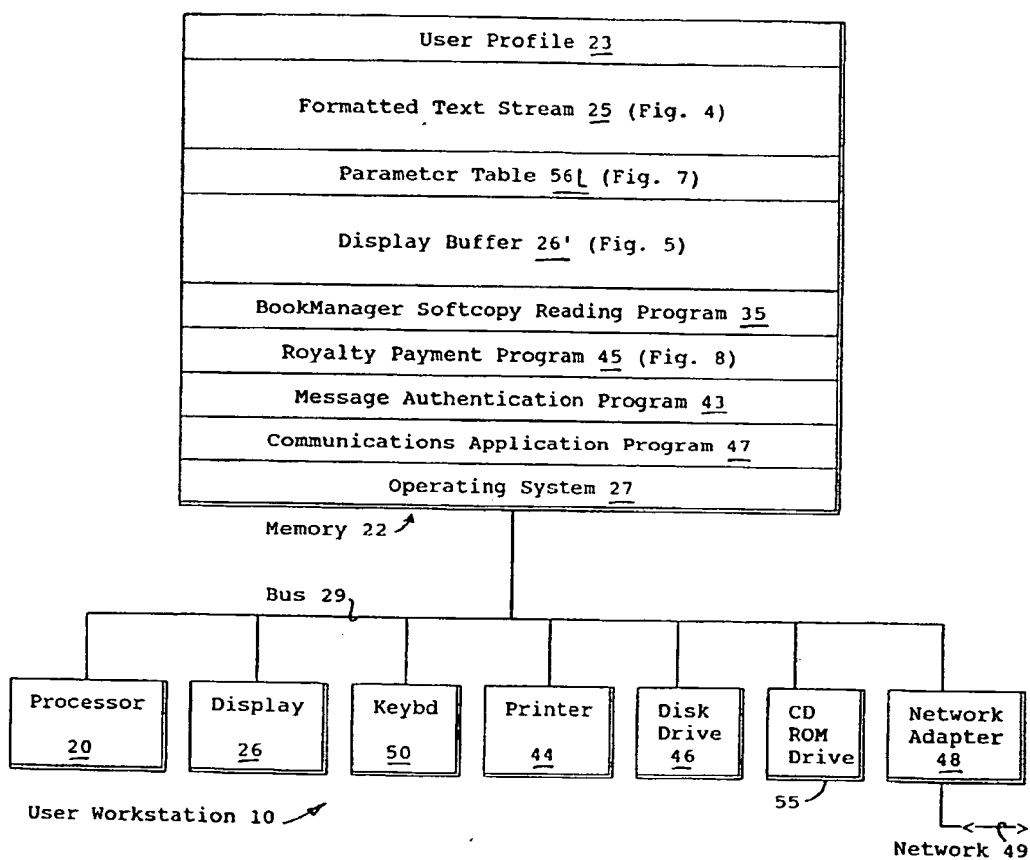 User Profile 23
Formatted Text Stream 25 (Fig. 4)
Parameter Table 56L (Fig. 7)
Display Buffer 26' (Fig. 5)
BookManager Softcopy Reading Program 35
Royalty Payment Program 45 (Fig. 8)
Message Authentication Program 43
Communications Application Program 47
Operating System 27
Memory 22
Bus 29
Processor
20
Display
26
Keybd
50
Printer
44
Disk
Drive
46
CD
ROM
Drive
55
Network
Adapter
48
User Workstation 10
Network 49